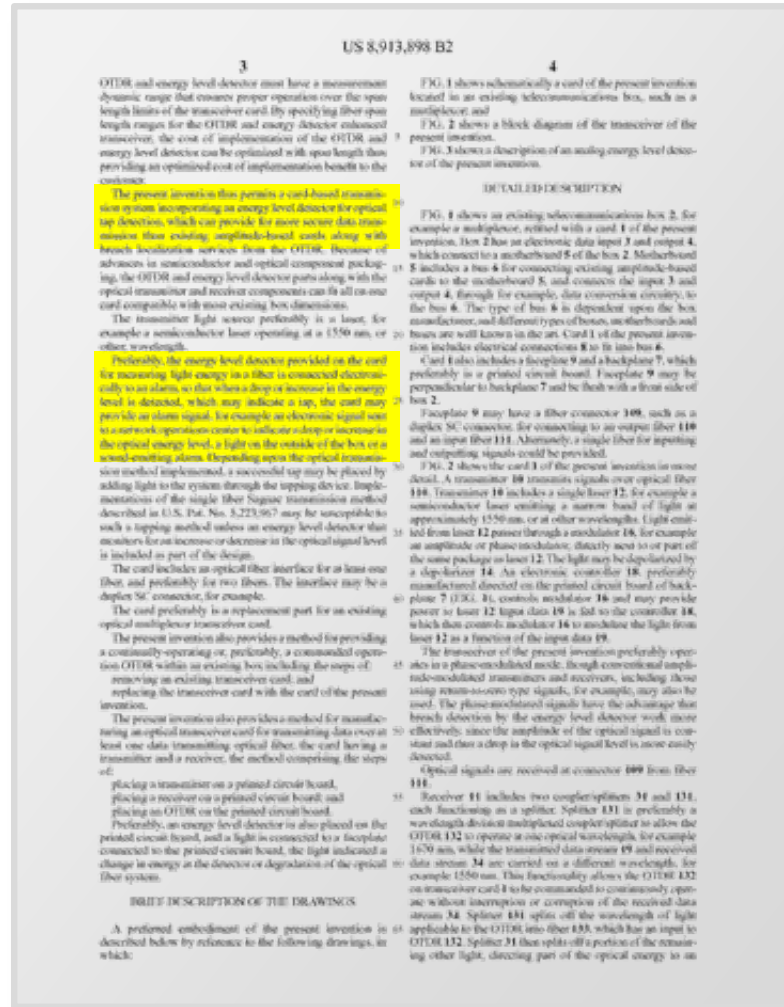 US 8,913,898 B2
3
OTDR and energy level detector must have a measurement
dynamic range that ensures proper operation over the span
length limits of the transceiver card. By specifying fiber span
length ranges for the OTDR and energy detector enhanced
transceiver, the cost of implementation of the OTDR and
energy level detector can be optimized with span length thus
providing an optimized cost of implementation benefit to the
customer.
The present invention thus permits a card-based transmis-
sion system incorporating an energy level detector for optical
tap detection, which can provide for more secure data trans-
mission than existing amplitude-based cards, along with
breach localization services from the OTDR. Because of
advances in semiconductor and optical component packag-
ing, the OTDR and energy level detector parts along with the
optical transmitter and receiver components can fit all on one
card compatible with most existing box dimensions.
The transmitter light source preferably is a laser, for
example a semiconductor laser operating at a 1550 nm, or
other, wavelength.
Preferably, the energy level detector provided on the card
for measuring light energy in a fiber is connected electroni-
cally to an alarm, so that when a drop or increase in the energy
level is detected, which may indicate a tap, the card may
provide an alarm signal, for example an electronic signal sent
to a network operations center to indicate a drop or increase in
the optical energy level, a light on the outside of the box or a
sound-emitting alarm. Depending upon the optical transmis-
sion method implemented, a successful tap may be placed by
adding light to the system through the tapping device. Imple-
mentations of the single fiber Sagnac transmission method
described in U.S. Pat. No. 5,223,967 may be susceptible to
such a tapping method unless an energy level detector that
monitors for an increase or decrease in the optical signal level
is included as part of the design.
The card includes an optical fiber interface for at least one
fiber, and preferably for two fibers. The interface may be a
duplex SC connector, for example.
The card preferably is a replacement part for an existing
optical multiplexor transceiver card.
The present invention also provides a method for providing
a continually-operating or, preferably, a commanded opera-
tion OTDR within an existing box including the steps of:
removing an existing transceiver card; and
replacing the transceiver card with the card of the present
invention.
The present invention also provides a method for manufac-
turing an optical transceiver card for transmitting data over at
least one data transmitting optical fiber, the card having a
transmitter and a receiver, the method comprising the steps
of:
placing a transmitter on a printed circuit board,
placing a receiver on a printed circuit board; and
placing an OTDR on the printed circuit board.
Preferably, an energy level detector is also placed on the
printed circuit board, and a light is connected to a faceplate
connected to the printed circuit board, the light indicated a
change in energy at the detector or degradation of the optical
fiber system.
BRIEF DESCRIPTION OF THE DRAWINGS
A preferred embodiment of the present invention is
described below by reference to the following drawings, in
which:
4
FIG. 1 shows schematically a card of the present invention
located in an existing telecommunications box, such as a
multiplexor; and
FIG. 2 shows a block diagram of the transceiver of the
present invention.
FIG. 3 shows a description of an analog energy level detec-
tor of the present invention.
DETAILED DESCRIPTION
FIG. 1 shows an existing telecommunications box 2, for
example a multiplexor, refitted with a card 1 of the present
invention. Box 2 has an electronic data input 3 and output 4,
which connect to a motherboard 5 of the box 2. Motherboard
5 includes a bus 6 for connecting existing amplitude-based
cards to the motherboard 5, and connects the input 3 and
output 4, through for example, data conversion circuitry, to
the bus 6. The type of bus 6 is dependent upon the box
manufacturer, and different types of boxes, motherboards and
buses are well known in the art. Card 1 of the present inven-
tion includes electrical connections 8 to fit into bus 6.
Card 1 also includes a faceplate 9 and a backplane 7, which
preferably is a printed circuit board. Faceplate 9 may be
perpendicular to backplane 7 and be flush with a front side of
box 2.
Faceplate 9 may have a fiber connector 109, such as a
duplex SC connector, for connecting to an output fiber 110
and an input fiber 111. Alternately, a single fiber for inputting
and outputting signals could be provided.
FIG. 2 shows the card 1 of the present invention in more
detail. A transmitter 10 transmits signals over optical fiber
110. Transmitter 10 includes a single laser 12, for example a
semiconductor laser emitting a narrow band of light at
approximately 1550 nm, or at other wavelengths. Light emit-
ted from laser 12 passes through a modulator 16, for example
an amplitude or phase modulator, directly next to or part of
the same package as laser 12. The light may be depolarized by
a depolarizer 14. An electronic controller 18, preferably
manufactured directly on the printed circuit board of back-
plane 7 (FIG. 1), controls modulator 16 and may provide
power to laser 12 Input data 19 is fed to the controller 18,
which then controls modulator 16 to modulate the light from
laser 12 as a function of the input data 19.
The transceiver of the present invention preferably oper-
ates in a phase-modulated mode, though conventional ampli-
tude-modulated transmitters and receivers, including those
using return-to-zero type signals, for example, may also be
used. The phase-modulated signals have the advantage that
breach detection by the energy level detector work more
effectively, since the amplitude of the optical signal is con-
stant and thus a drop in the optical signal level is more easily
detected.
Optical signals are received at connector 109 from fiber
111.
Receiver 11 includes two coupler/splitters 31 and 131,
each functioning as a splitter. Splitter 131 is preferably a
wavelength division multiplexed coupler/splitter to allow the
OTDR 132 to operate at one optical wavelength, for example
1670 nm, while the transmitted data stream 19 and received
data stream 34 are carried on a different wavelength, for
example 1550 nm. This functionality allows the OTDR 132
on transceiver card 1 to be commanded to continuously oper-
ate without interruption or corruption of the received data
stream 34. Splitter 131 splits off the wavelength of light
applicable to the OTDR into fiber 133, which has an input to
OTDR 132. Splitter 31 then splits off a portion of the remain-
ing other light, directing part of the optical energy to an